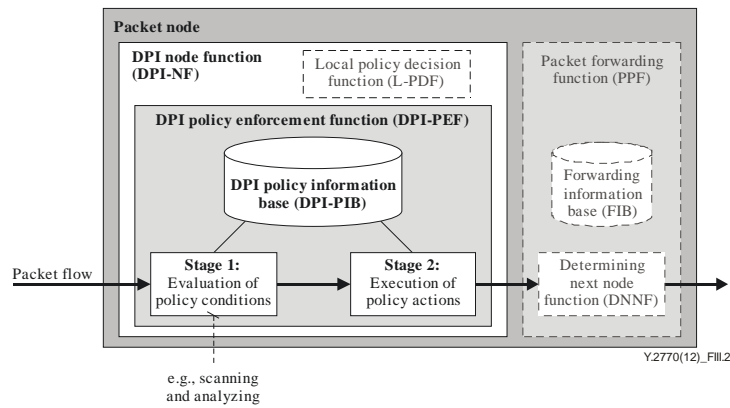 Packet node
DPI node function
(DPI-NF)
Local policy decision
function (L-PDF)
Packet forwarding
function (PPF)
DPI policy enforcement function (DPI-PEF)
DPI policy information
base (DPI-PIB)
Forwarding
information
base (FIB)
Packet flow
Stage 1:
Evaluation of
policy conditions
Stage 2:
Execution of
policy actions
Determining
next node
function (DNNF)
Y.2770(12)_FIII.2
e.g., scanning
and analyzing